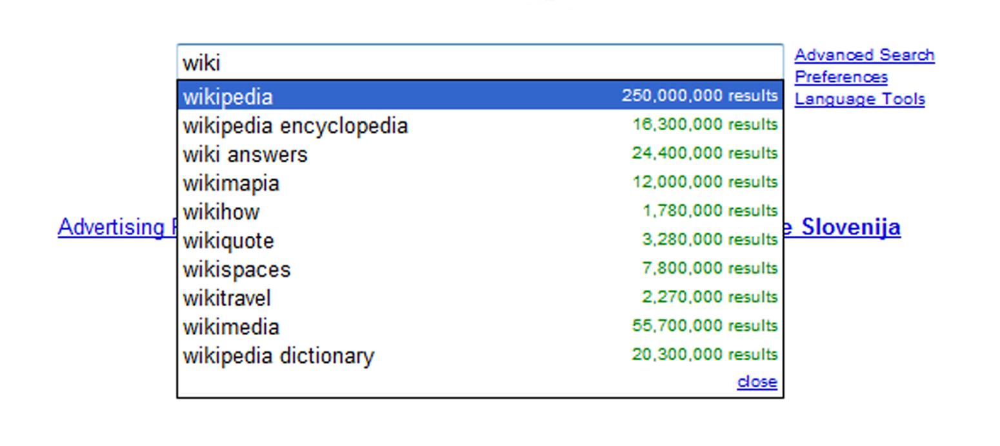 wiki
Advanced Search
Preferences
Language Tools
wikipedia 250,000,000 results
wikipedia encyclopedia 16,300,000 results
wiki answers 24,400,000 results
wikimapia 12,000,000 results
wikihow 1,780,000 results
Advertising Slovenija
wikiquote 3,280,000 results
wikispaces 7,800,000 results
wikitravel 2,270,000 results
wikimedia 55,700,000 results
wikipedia dictionary 20,300,000 results
close